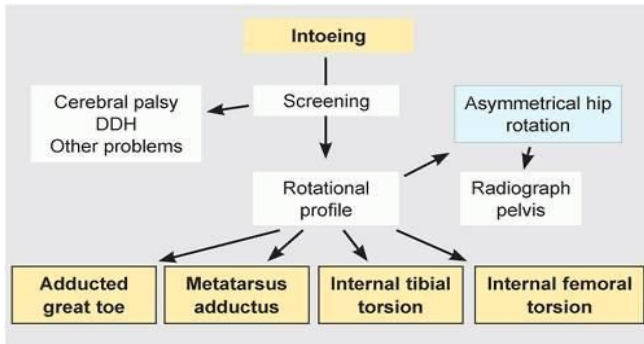 Intoeing
Cerebral palsy
DDH
Other problems
Screening
Asymmetrical hip
rotation
Rotational
profile
Radiograph
pelvis
Adducted
great toe
Metatarsus
adductus
Internal tibial
torsion
Internal femoral
torsion